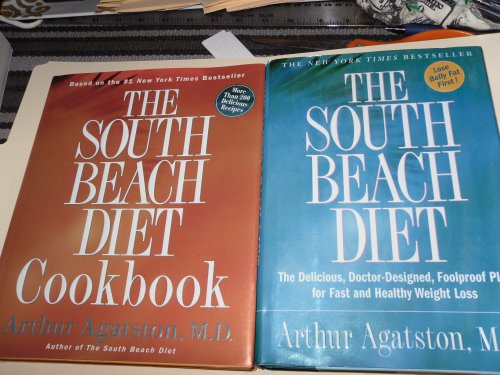 Based on the #1 New York Times Bestseller
THE
SOUTH
BEACH
DIET
Cookbook
More
Than 200
Delicious
Recipes
Arthur Agatston, M.D.
Author of The South Beach Diet
THE NEW YORK TIMES BESTSELLER
THE
SOUTH
BEACH
DIET
Lose
Belly Fat
First!
The Delicious, Doctor-Designed, Foolproof Pl
for Fast and Healthy Weight Loss
Arthur Agatston, M